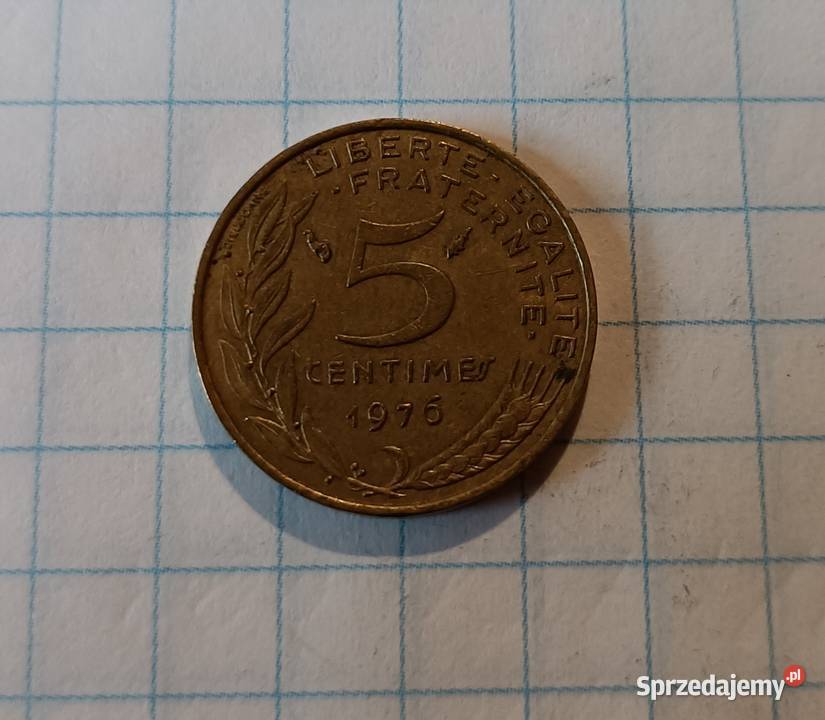 LIBERTE · EGALITE
· FRATERNITE ·
5
CENTIMES
1976
Sprzedajemy.pl